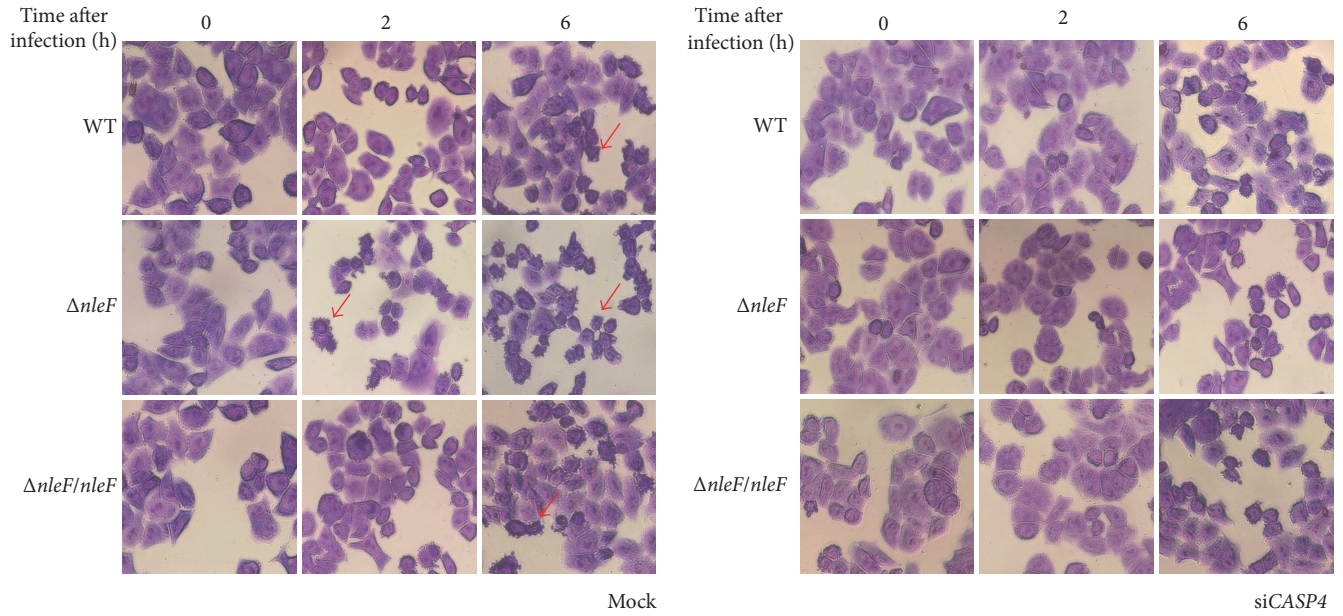 Time after
infection (h)
0
2
6
WT
ΔnleF
ΔnleF/nleF
Mock
Time after
infection (h)
0
2
6
WT
ΔnleF
ΔnleF/nleF
siCASP4